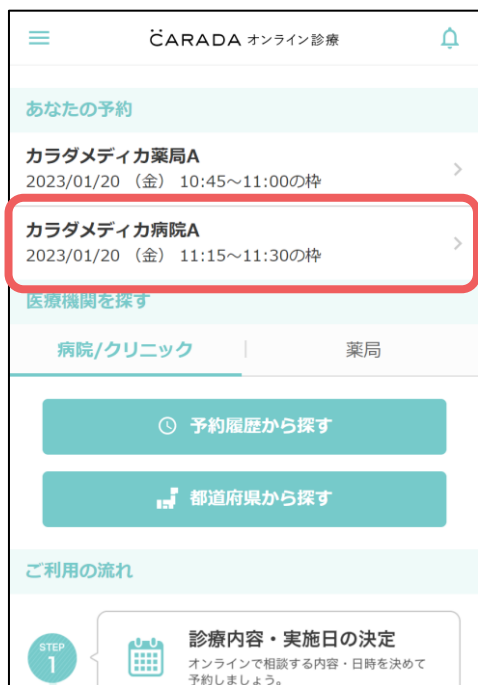 CARADA オンライン診療
あなたの予約
カラダメディカ薬局A
2023/01/20 （金） 10:45～11:00の枠
カラダメディカ病院A
2023/01/20 （金） 11:15～11:30の枠
医療機関を探す
病院/クリニック
薬局
予約履歴から探す
都道府県から探す
ご利用の流れ
STEP
1
診療内容・実施日の決定
オンラインで相談する内容・日時を決めて
予約しましょう。